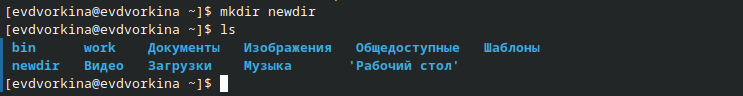 [evdvorkina@evdvorkina ~]$ mkdir newdir
[evdvorkina@evdvorkina ~]$ ls
bin work Документы Изображения Общедоступные Шаблоны
newdir Видео Загрузки Музыка 'Рабочий стол'
[evdvorkina@evdvorkina ~]$